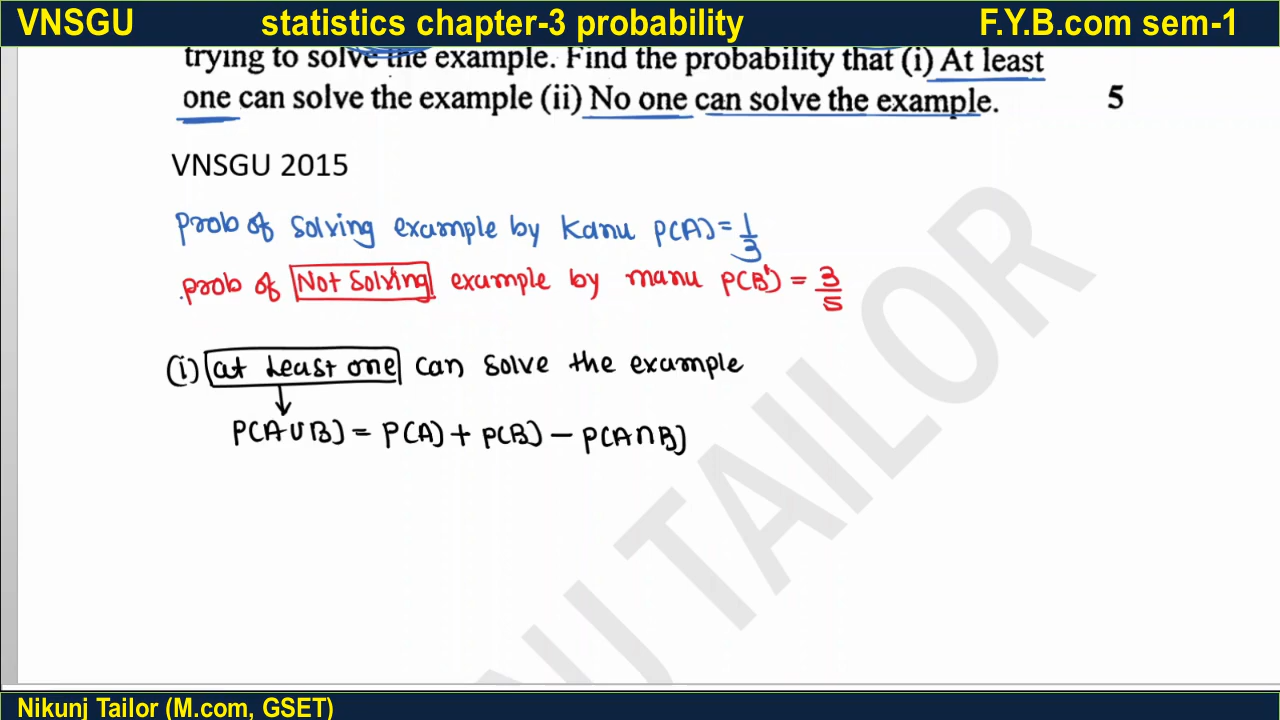 VNSGU statistics chapter-3 probability F.Y.B.com sem-1
trying to solve the example. Find the probability that (i) At least
one can solve the example (ii) No one can solve the example. 5
VNSGU 2015
prob of solving example by Kanu P(A) = 1/3
prob of Not Solving example by manu P(B') = 3/5
(i) at least one can solve the example
P(A∪B) = P(A) + P(B) − P(A∩B)
NJ TAILOR
Nikunj Tailor (M.com, GSET)